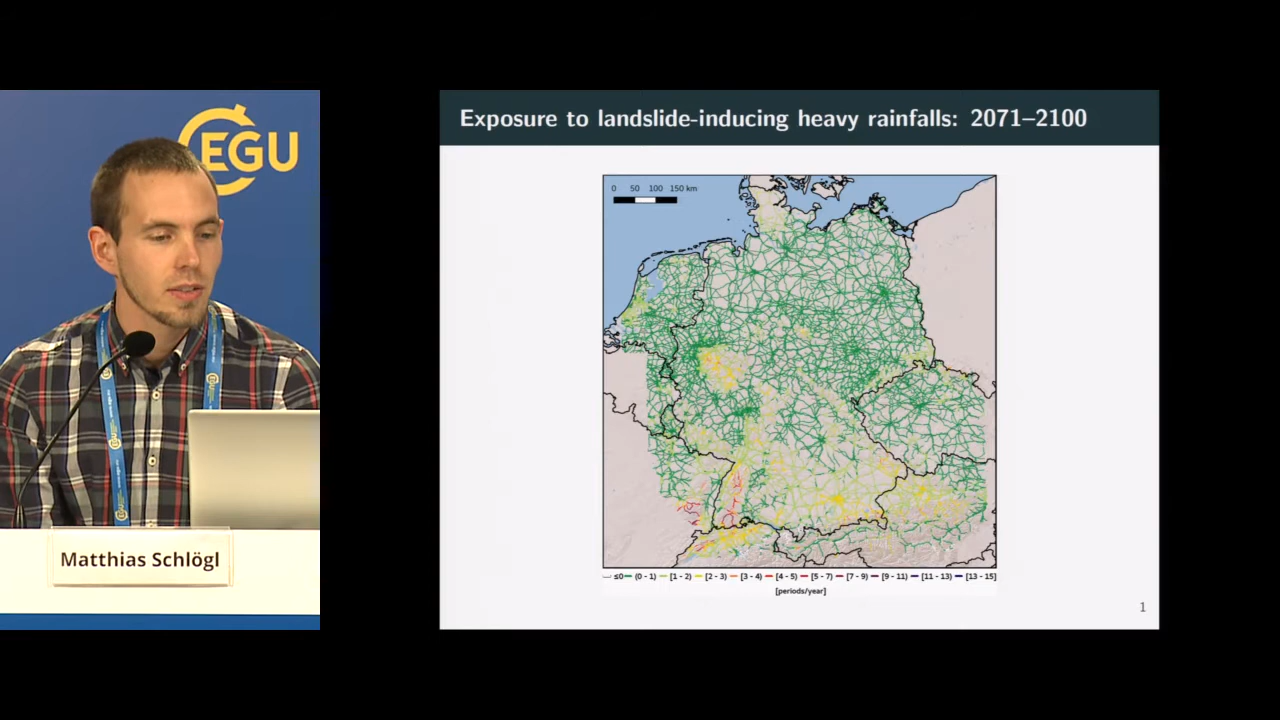 EGU
Matthias Schlögl
Exposure to landslide-inducing heavy rainfalls: 2071–2100
0 50 100 150 km
≤0 (0 - 1) [1 - 2) [2 - 3) [3 - 4) [4 - 5) [5 - 7) [7 - 9) [9 - 11) [11 - 13) [13 - 15]
[periods/year]
1